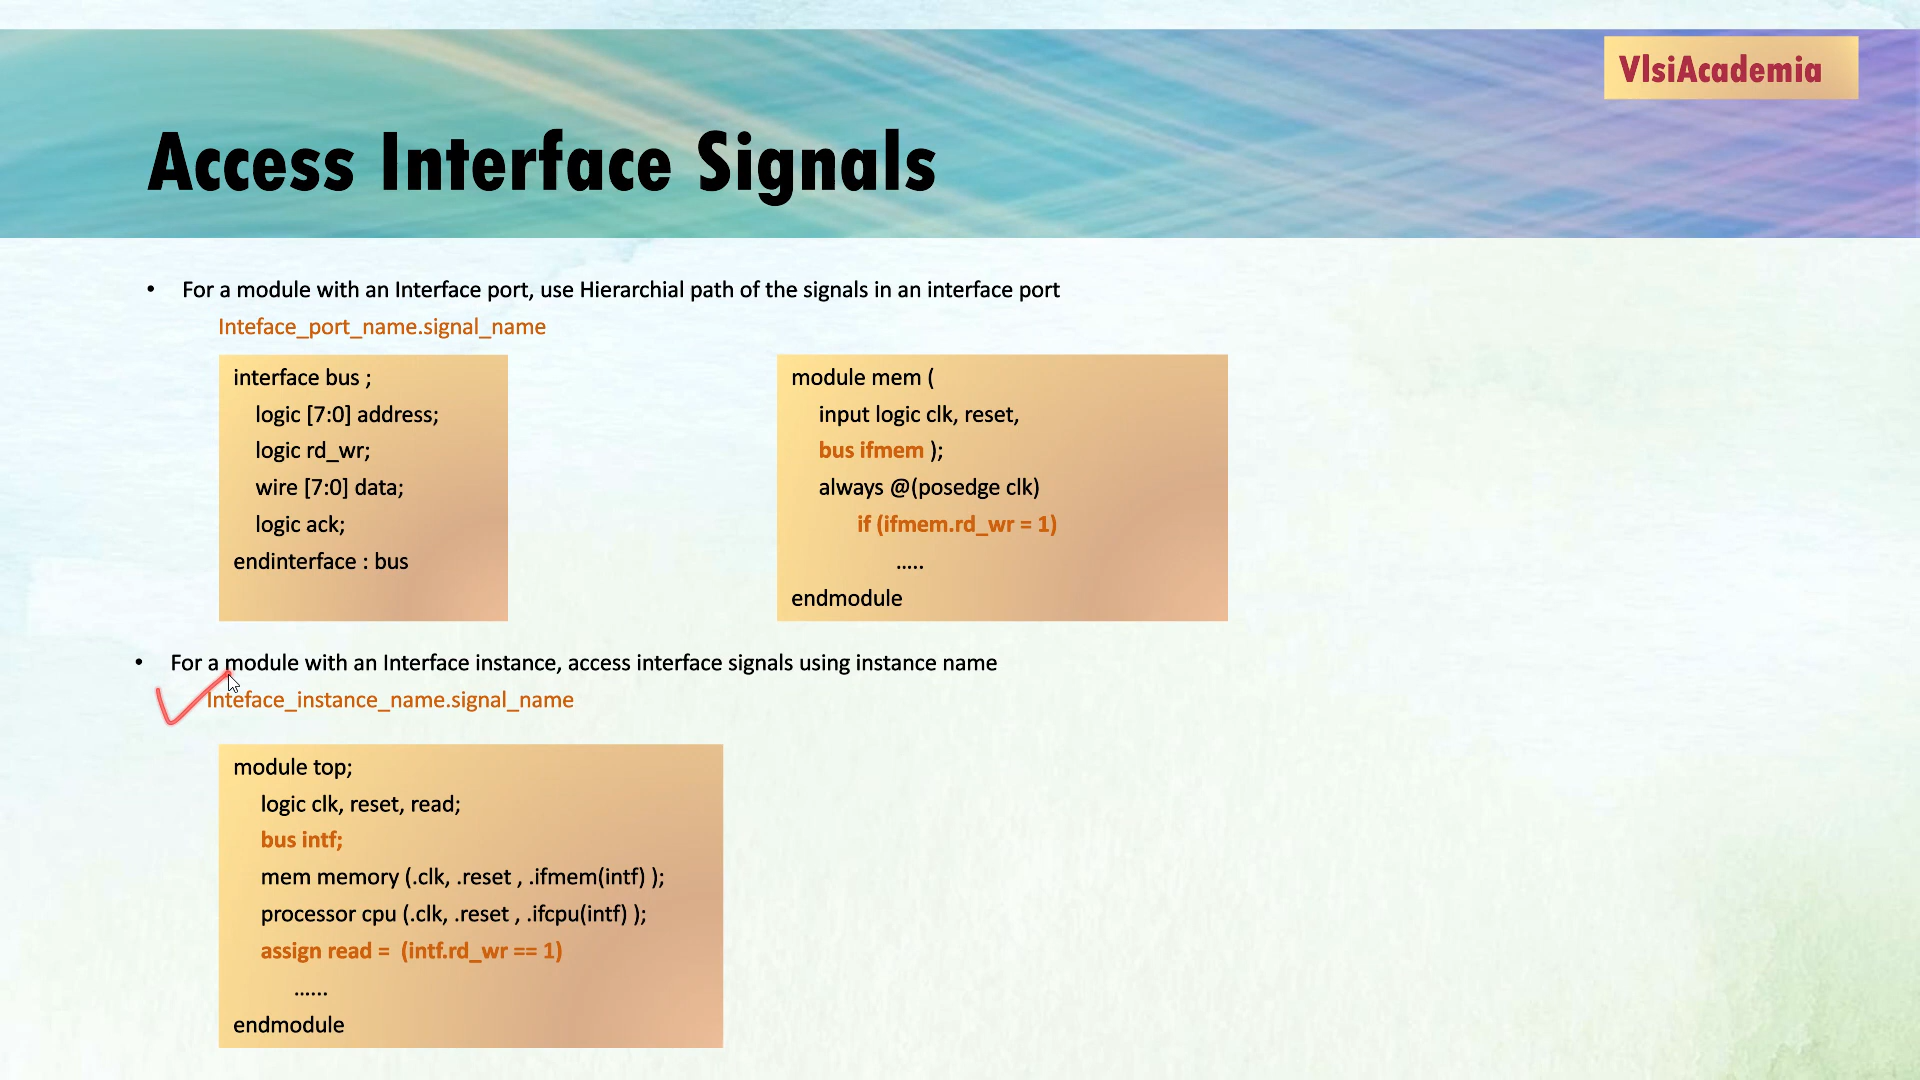 VlsiAcademia
Access Interface Signals
• For a module with an Interface port, use Hierarchial path of the signals in an interface port
Inteface_port_name.signal_name
interface bus ;
logic [7:0] address;
logic rd_wr;
wire [7:0] data;
logic ack;
endinterface : bus
module mem (
input logic clk, reset,
bus ifmem );
always @(posedge clk)
if (ifmem.rd_wr = 1)
.....
endmodule
• For a module with an Interface instance, access interface signals using instance name
Inteface_instance_name.signal_name
module top;
logic clk, reset, read;
bus intf;
mem memory (.clk, .reset , .ifmem(intf) );
processor cpu (.clk, .reset , .ifcpu(intf) );
assign read = (intf.rd_wr == 1)
......
endmodule